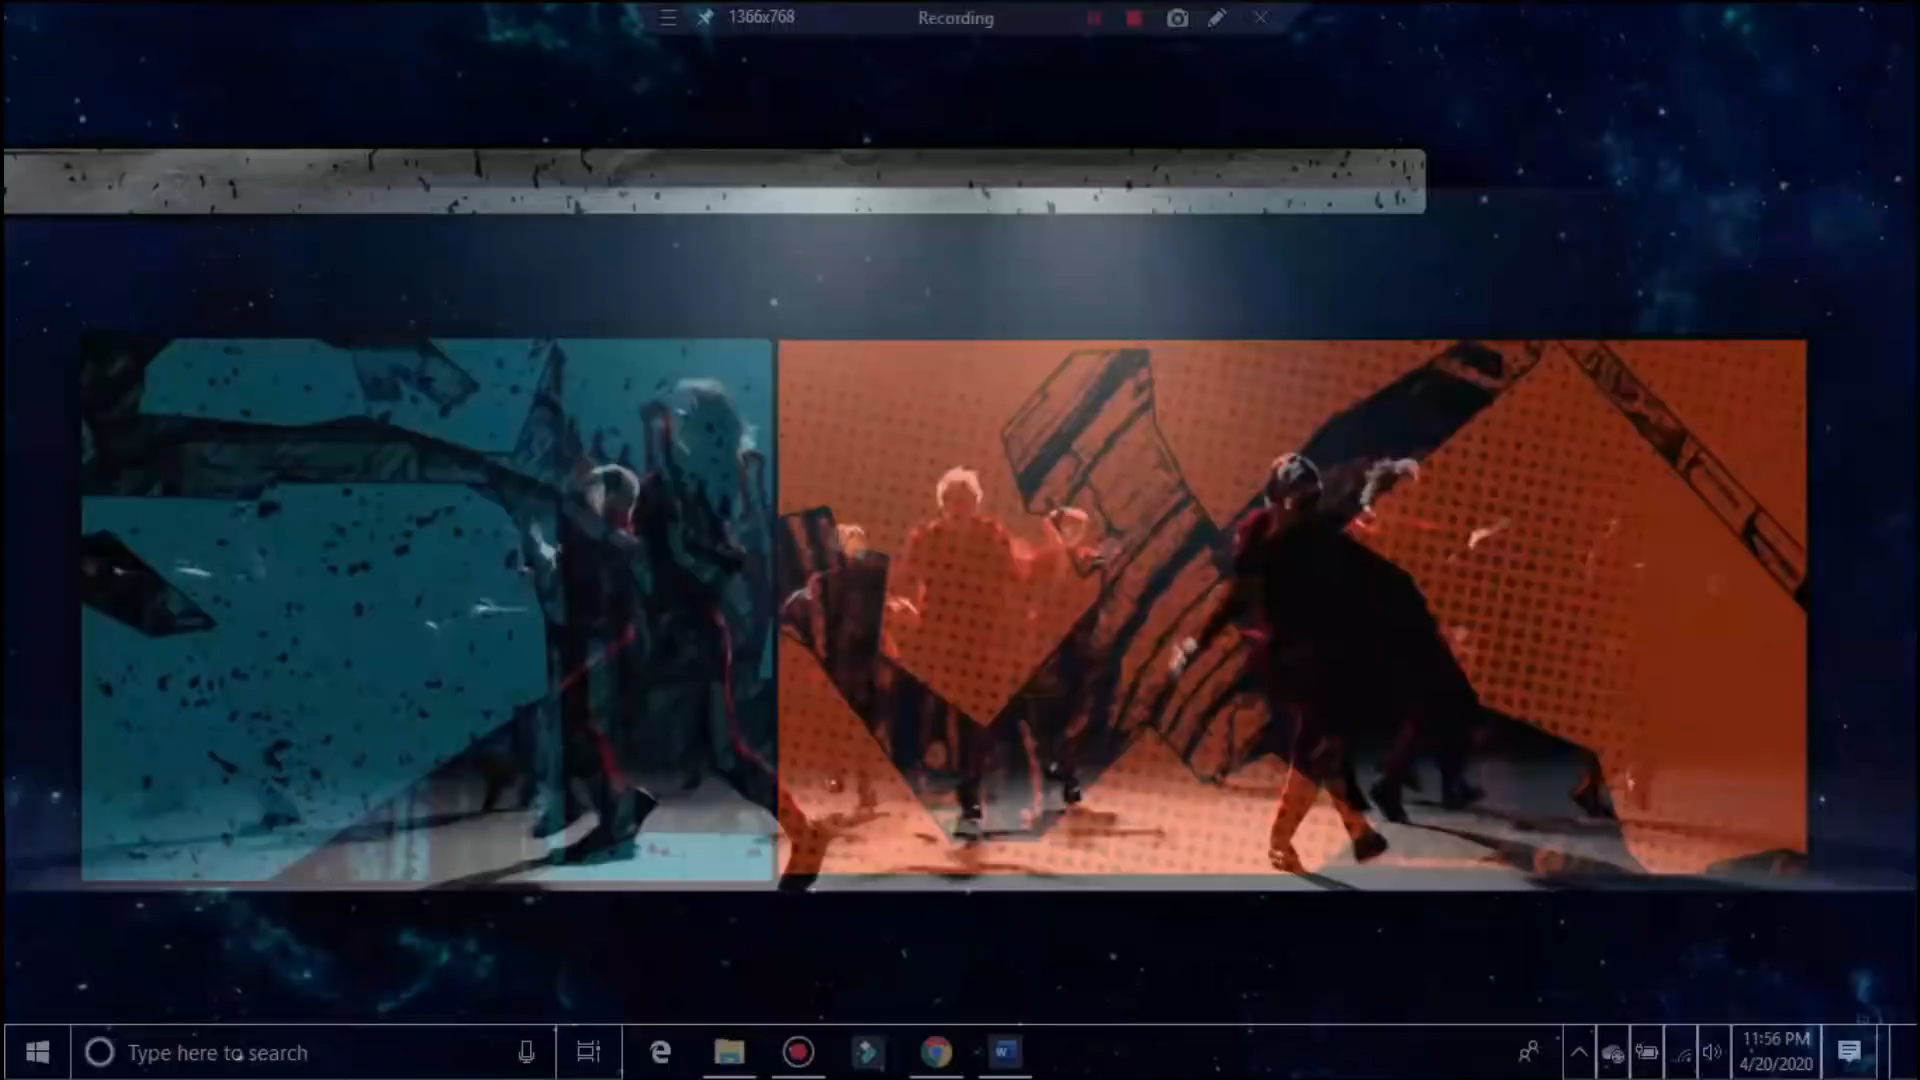 1366x768
Recording
Type here to search
11:56 PM
4/20/2020